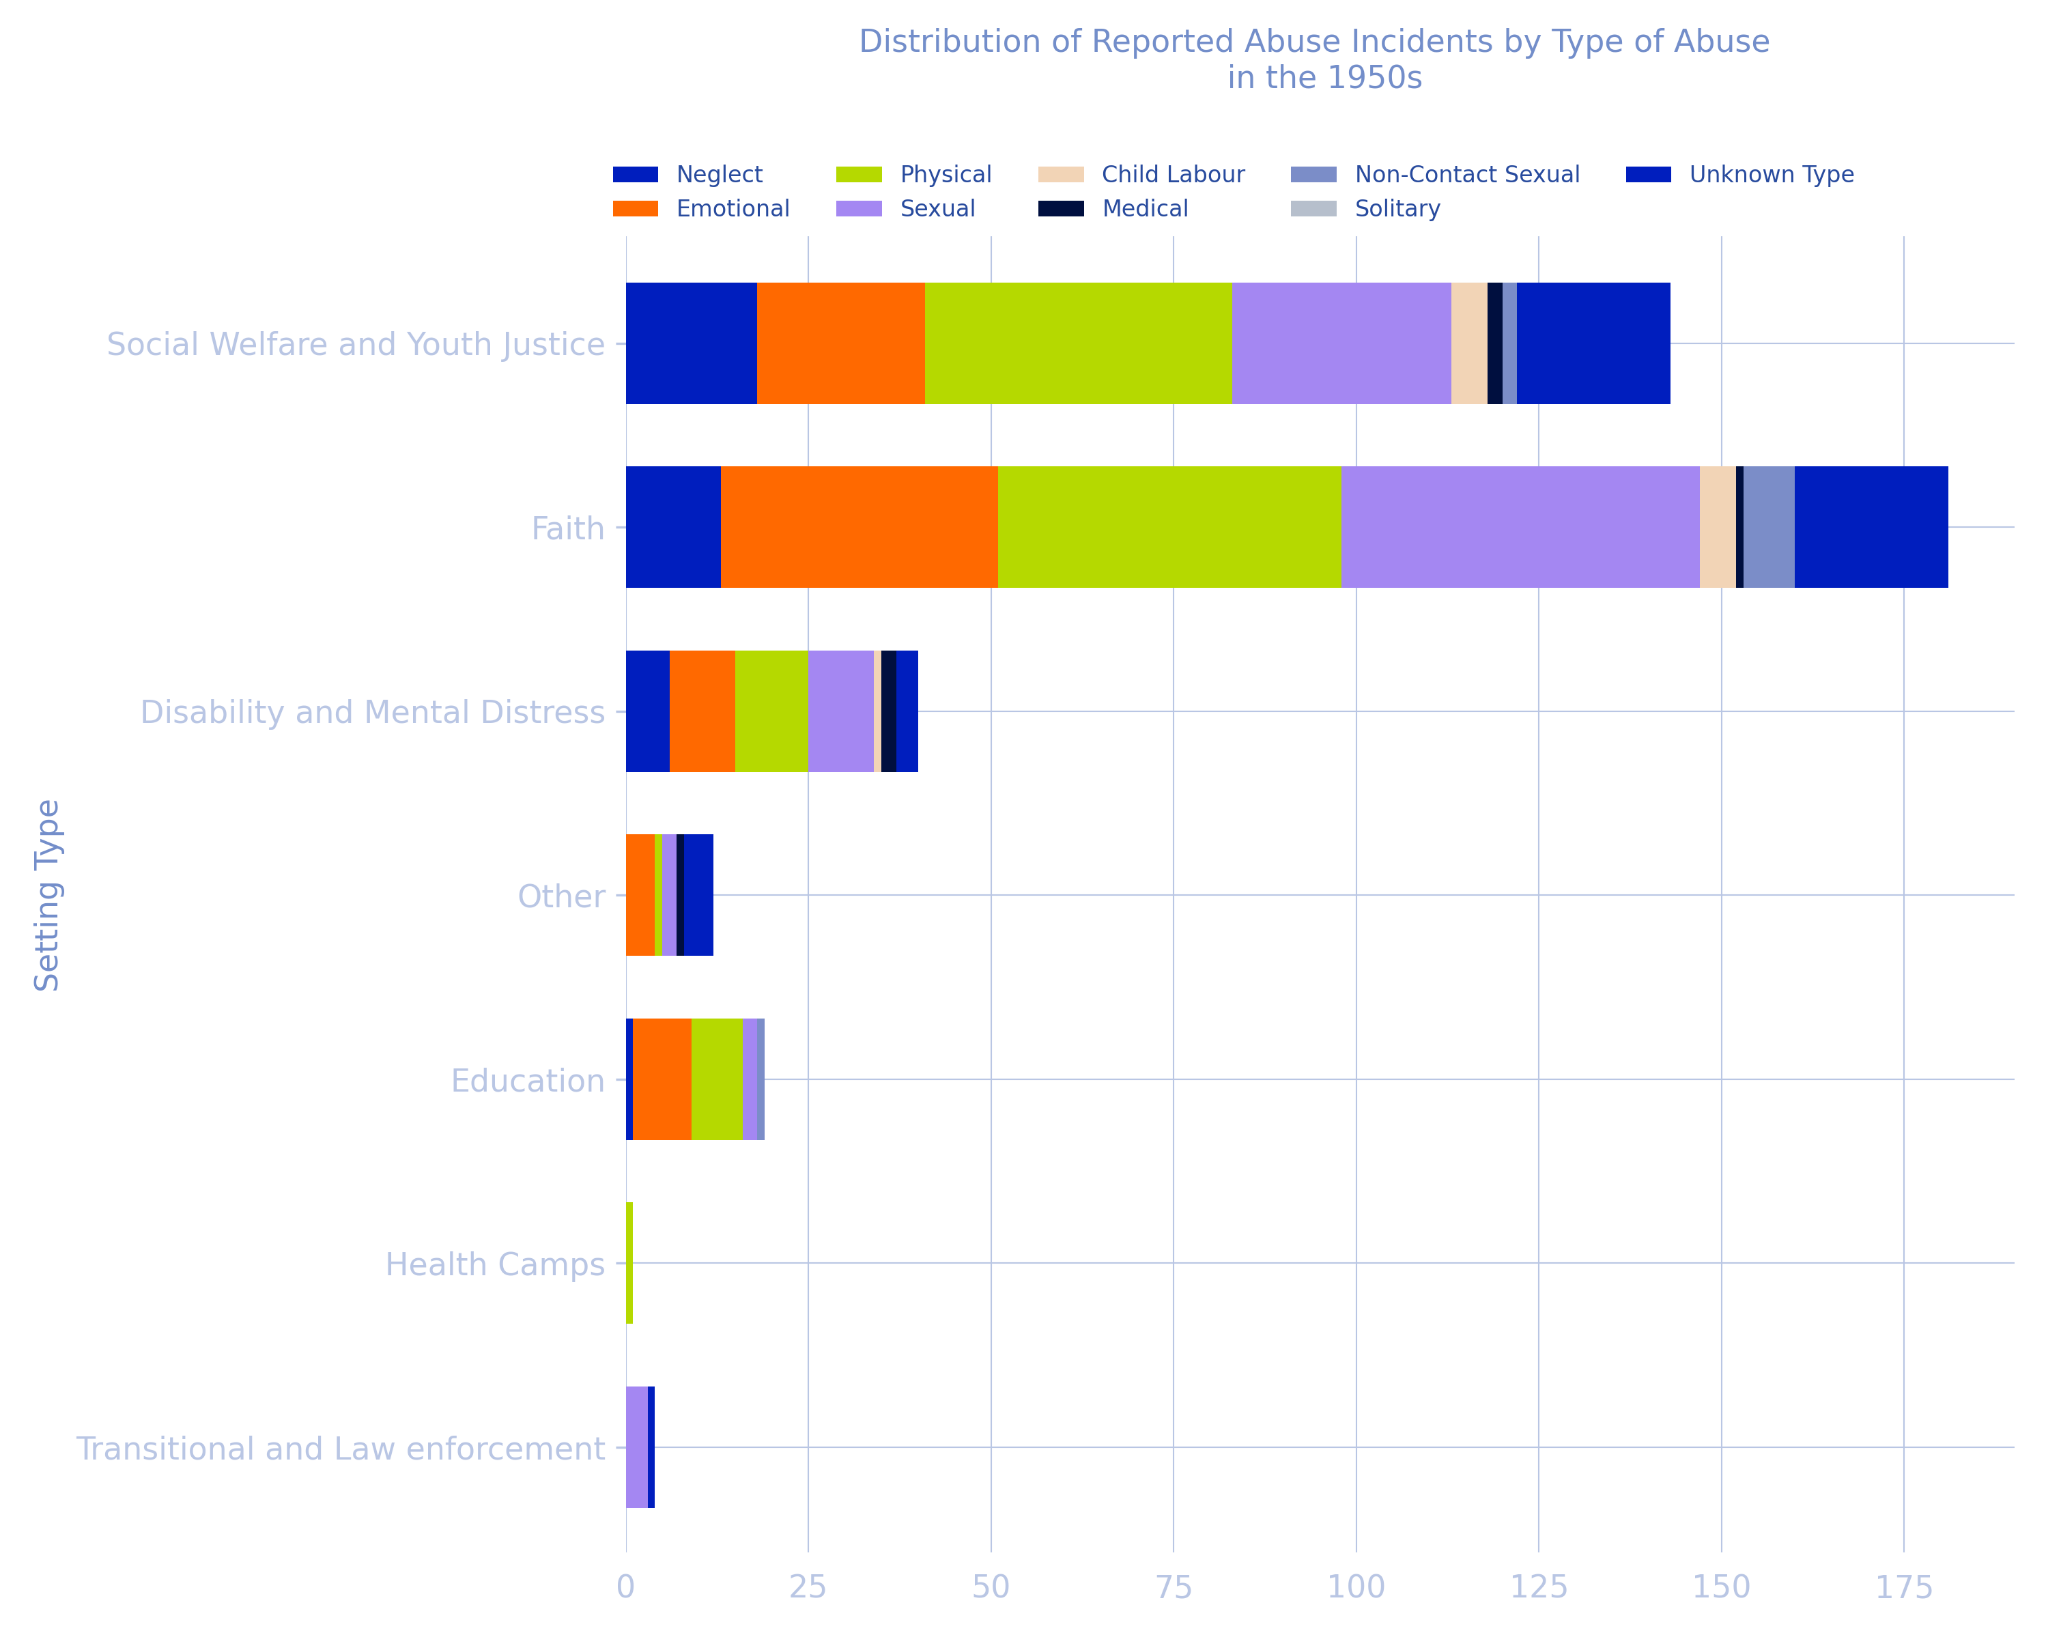 Distribution of Reported Abuse Incidents by Type of Abuse
in the 1950s
Neglect
Emotional
Physical
Sexual
Child Labour
Medical
Non-Contact Sexual
Solitary
Unknown Type
Setting Type
Social Welfare and Youth Justice
Faith
Disability and Mental Distress
Other
Education
Health Camps
Transitional and Law enforcement
0 25 50 75 100 125 150 175